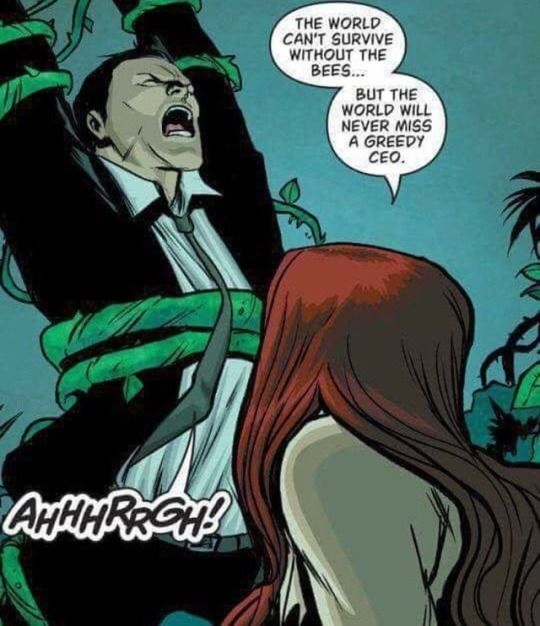 THE WORLD
CAN'T SURVIVE
WITHOUT THE
BEES...
BUT THE
WORLD WILL
NEVER MISS
A GREEDY
CEO.
AHHHRRGH!